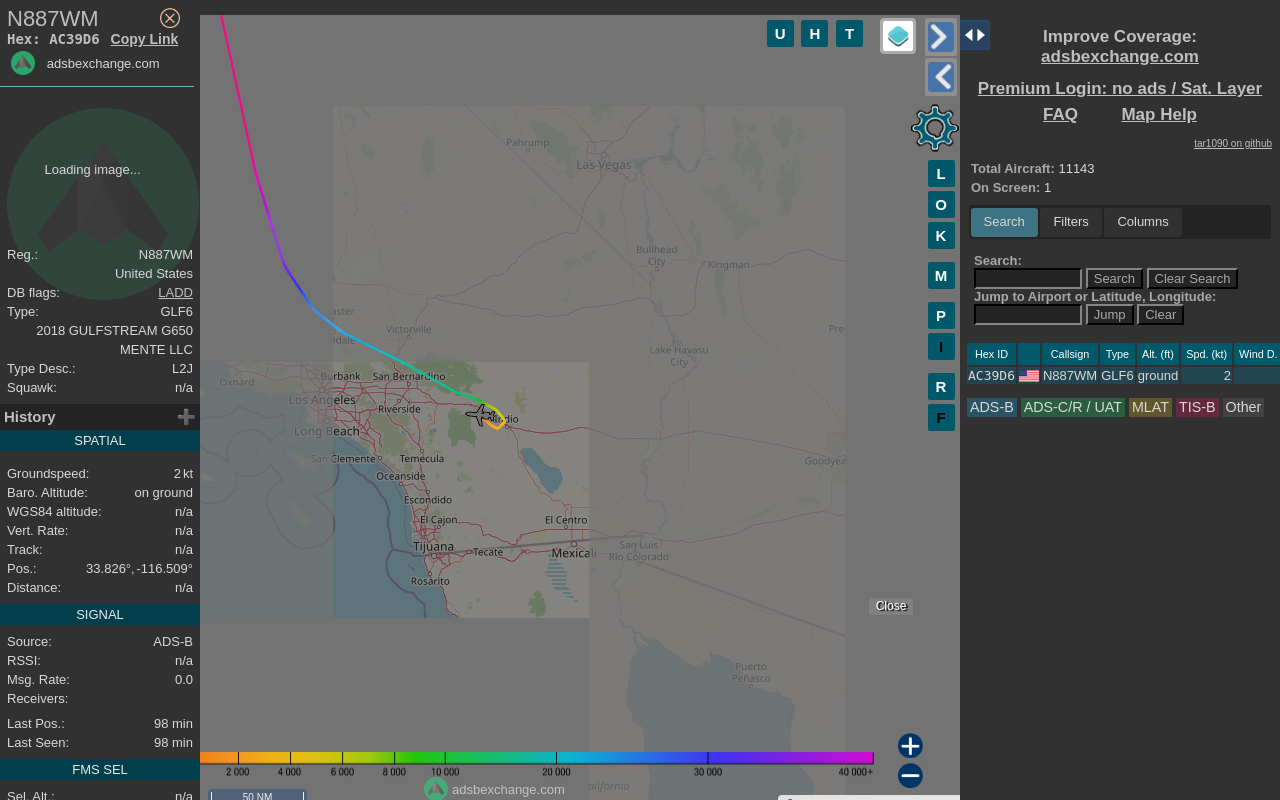 N887WM
Hex: AC39D6 Copy Link
adsbexchange.com
Loading image...
Reg.: N887WM
United States
DB flags: LADD
Type: GLF6
2018 GULFSTREAM G650
MENTE LLC
Type Desc.: L2J
Squawk: n/a
History
SPATIAL
Groundspeed: 2 kt
Baro. Altitude: on ground
WGS84 altitude: n/a
Vert. Rate: n/a
Track: n/a
Pos.: 33.826°, -116.509°
Distance: n/a
SIGNAL
Source: ADS-B
RSSI: n/a
Msg. Rate: 0.0
Receivers:
Last Pos.: 98 min
Last Seen: 98 min
FMS SEL
Sel. Alt.: n/a
U H T
L
O
K
M
P
I
R
F
Pahrump
Las Vegas
Bullhead
City
Kingman
Victorville
Lake Havasu
City
Oxnard
Burbank
San Bernardino
Los Angeles
Riverside
Long Beach
San Clemente
Temecula
Goodyea
Oceanside
Escondido
El Cajon
El Centro
Tijuana
Tecate
Mexicali
San Luis
Río Colorado
Rosarito
Puerto
Peñasco
Close
2 000 4 000 6 000 8 000 10 000 20 000 30 000 40 000+
adsbexchange.com
50 NM
Improve Coverage:
adsbexchange.com
Premium Login: no ads / Sat. Layer
FAQ Map Help
tar1090 on github
Total Aircraft: 11143
On Screen: 1
Search Filters Columns
Search:
Search Clear Search
Jump to Airport or Latitude, Longitude:
Jump Clear
Hex ID Callsign Type Alt. (ft) Spd. (kt) Wind D.
AC39D6 N887WM GLF6 ground 2
ADS-B ADS-C/R / UAT MLAT TIS-B Other